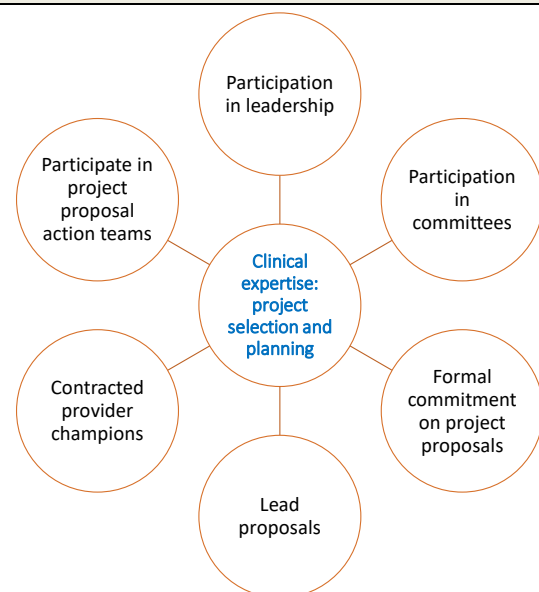 Participation
in leadership
Participation
in
committees
Formal
commitment
on project
proposals
Lead
proposals
Contracted
provider
champions
Participate in
project
proposal
action teams
Clinical
expertise:
project
selection and
planning